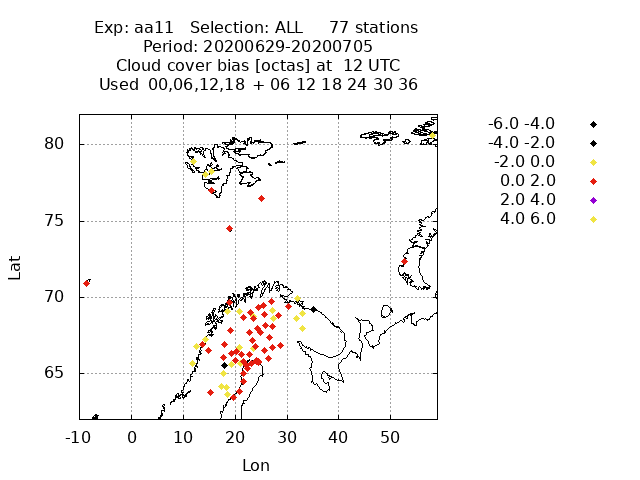 Exp: aa11 Selection: ALL 77 stations
Period: 20200629-20200705
Cloud cover bias [octas] at 12 UTC
Used 00,06,12,18 + 06 12 18 24 30 36
-6.0 -4.0
-4.0 -2.0
-2.0 0.0
0.0 2.0
2.0 4.0
4.0 6.0
80
75
70
65
Lat
-10 0 10 20 30 40 50
Lon